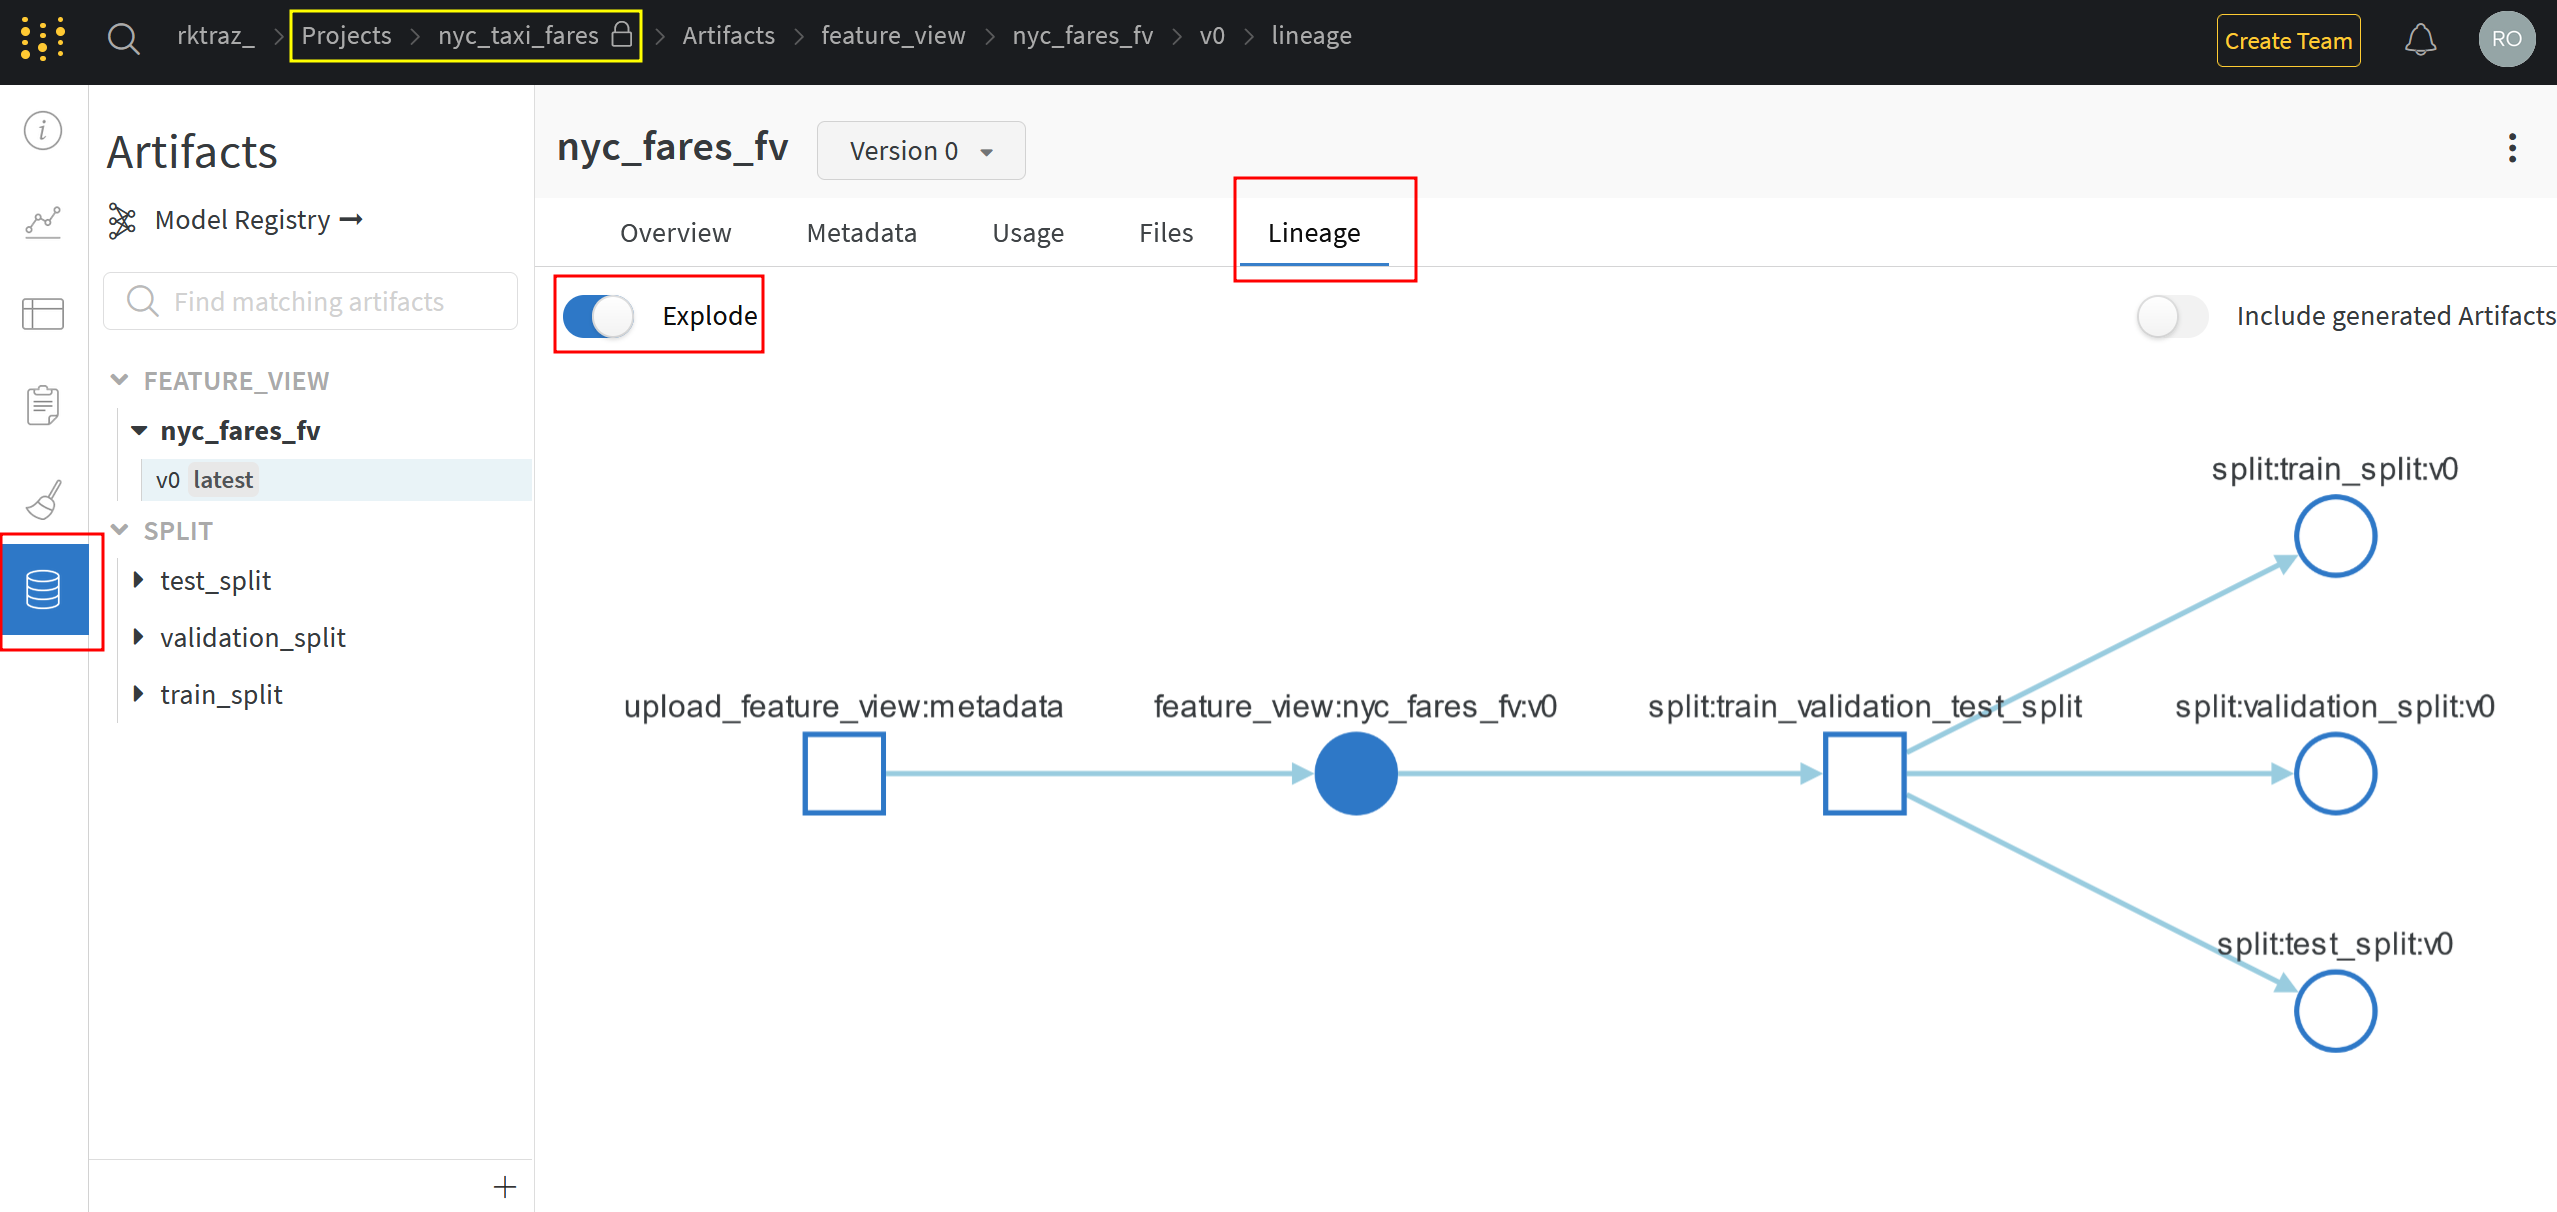 rktraz_ > Projects > nyc_taxi_fares > Artifacts > feature_view > nyc_fares_fv > v0 > lineage
Create Team
RO
Artifacts
Model Registry →
Find matching artifacts
FEATURE_VIEW
nyc_fares_fv
v0 latest
SPLIT
test_split
validation_split
train_split
nyc_fares_fv
Version 0
Overview
Metadata
Usage
Files
Lineage
Explode
Include generated Artifacts
split:train_split:v0
upload_feature_view:metadata
feature_view:nyc_fares_fv:v0
split:train_validation_test_split
split:validation_split:v0
split:test_split:v0